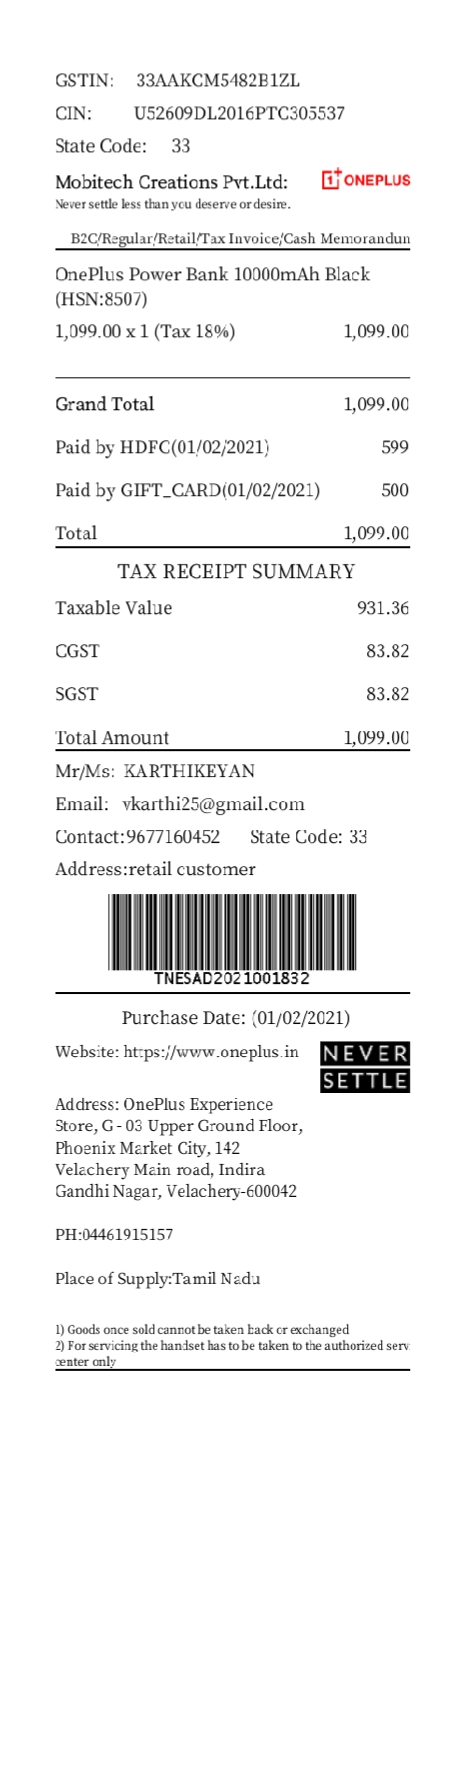 GSTIN: 33AAKCM5482B1ZL
CIN: U52609DL2016PTC305537
State Code: 33
Mobitech Creations Pvt.Ltd: 1+ ONEPLUS
Never settle less than you deserve or desire.
B2C/Regular/Retail/Tax Invoice/Cash Memorandun
OnePlus Power Bank 10000mAh Black
(HSN:8507)
1,099.00 x 1 (Tax 18%) 1,099.00
Grand Total 1,099.00
Paid by HDFC(01/02/2021) 599
Paid by GIFT_CARD(01/02/2021) 500
Total 1,099.00
TAX RECEIPT SUMMARY
Taxable Value 931.36
CGST 83.82
SGST 83.82
Total Amount 1,099.00
Mr/Ms: KARTHIKEYAN
Email: vkarthi25@gmail.com
Contact:9677160452 State Code: 33
Address:retail customer
TNESAD2021001832
Purchase Date: (01/02/2021)
Website: https://www.oneplus.in NEVER
SETTLE
Address: OnePlus Experience
Store, G - 03 Upper Ground Floor,
Phoenix Market City, 142
Velachery Main road, Indira
Gandhi Nagar, Velachery-600042
PH:04461915157
Place of Supply:Tamil Nadu
1) Goods once sold cannot be taken back or exchanged
2) For servicing the handset has to be taken to the authorized serv
center only